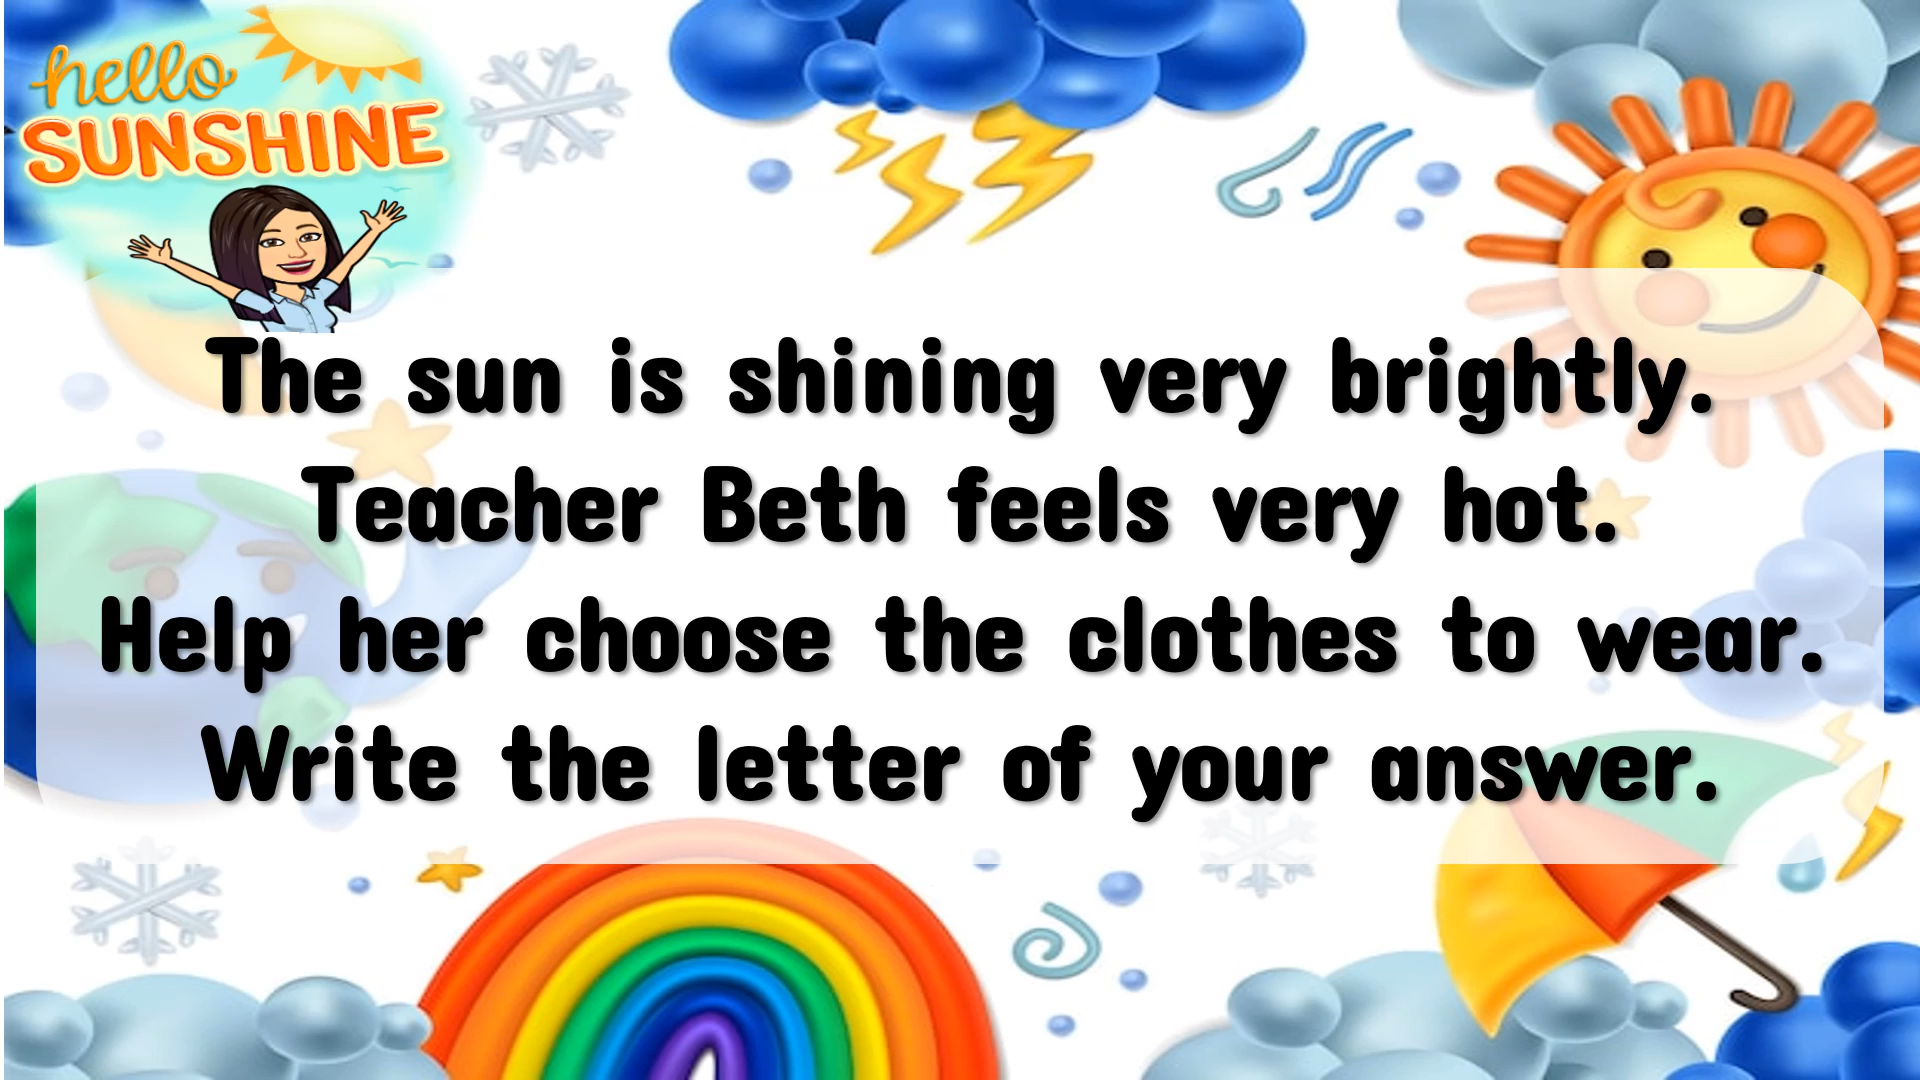 hello
SUNSHINE
The sun is shining very brightly.
Teacher Beth feels very hot.
Help her choose the clothes to wear.
Write the letter of your answer.